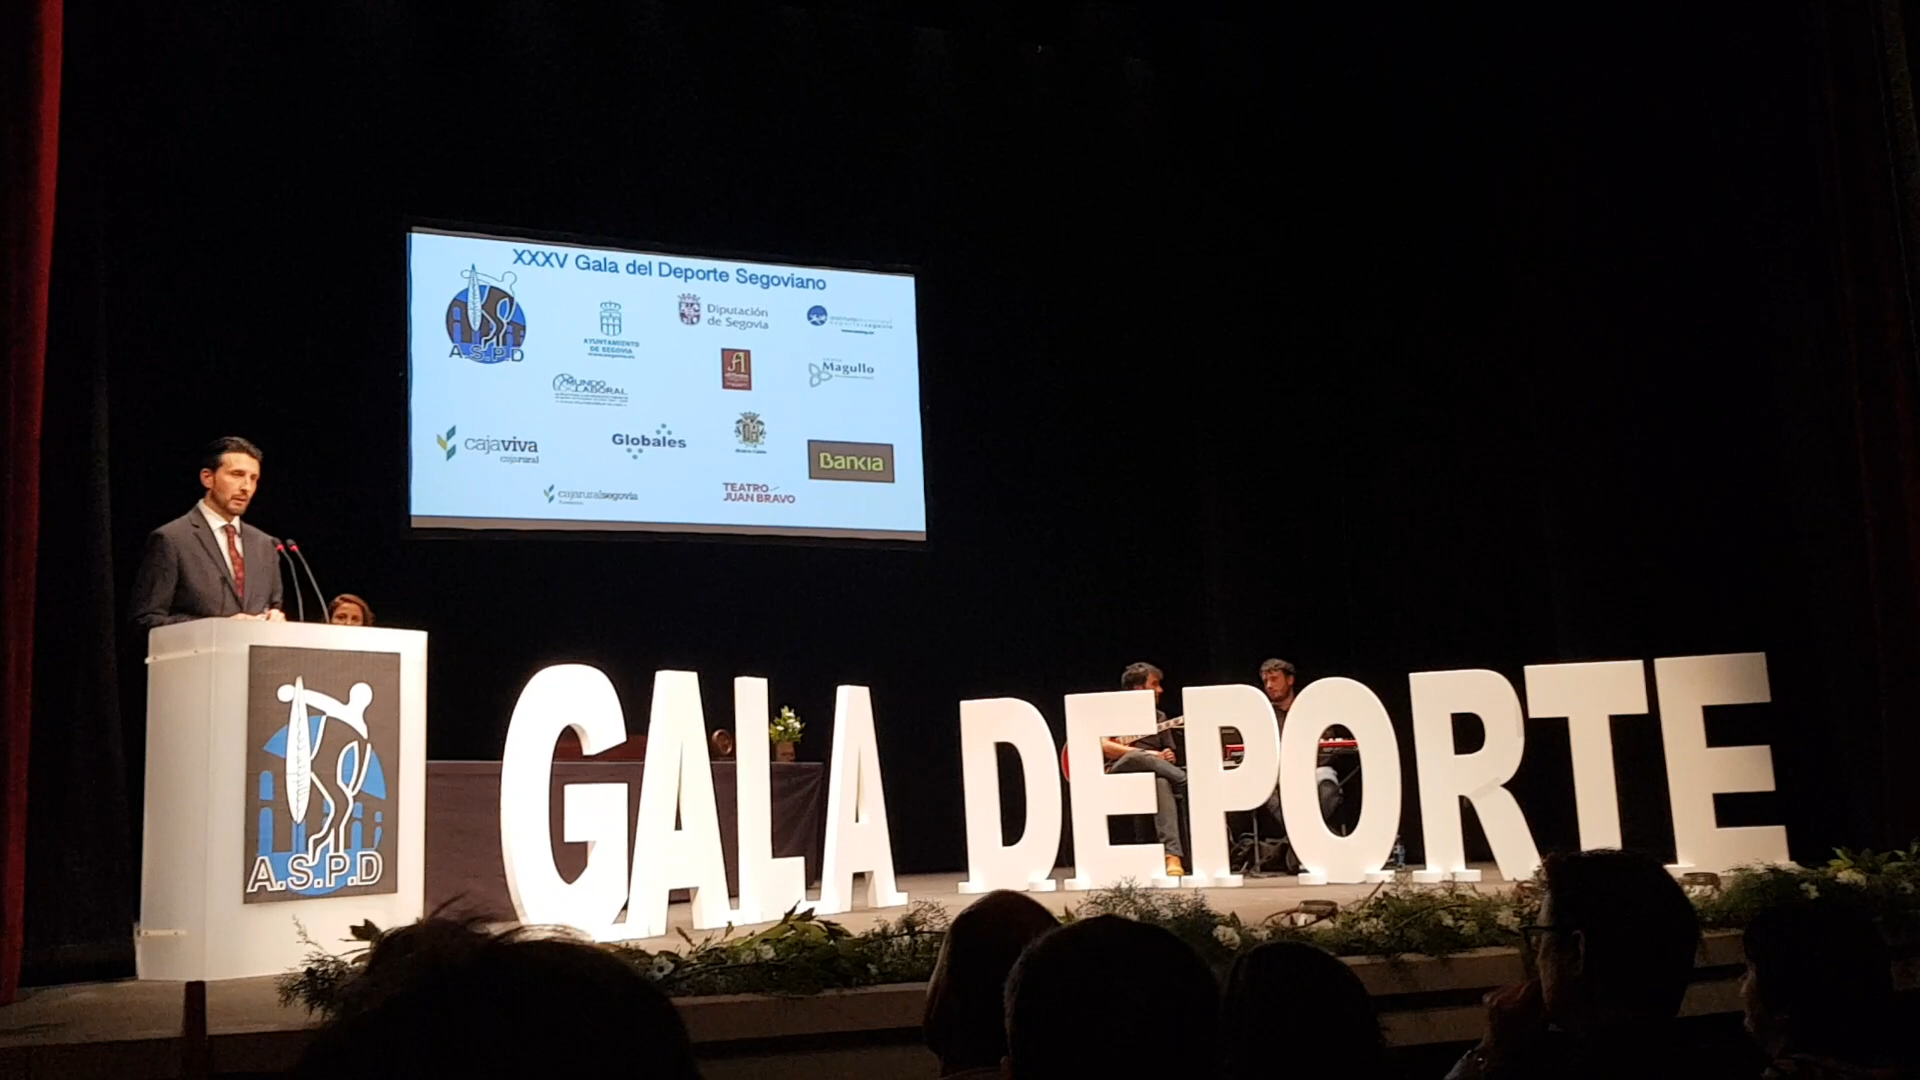 XXXV Gala del Deporte Segoviano
A.S.P.D
AYUNTAMIENTO
DE SEGOVIA
Diputación
de Segovia
Magullo
MUNDO
LABORAL
cajaviva
cajarural
Globales
Bankia
cajaruralsegovia
TEATRO
JUAN BRAVO
A.S.P.D
GALA DEPORTE